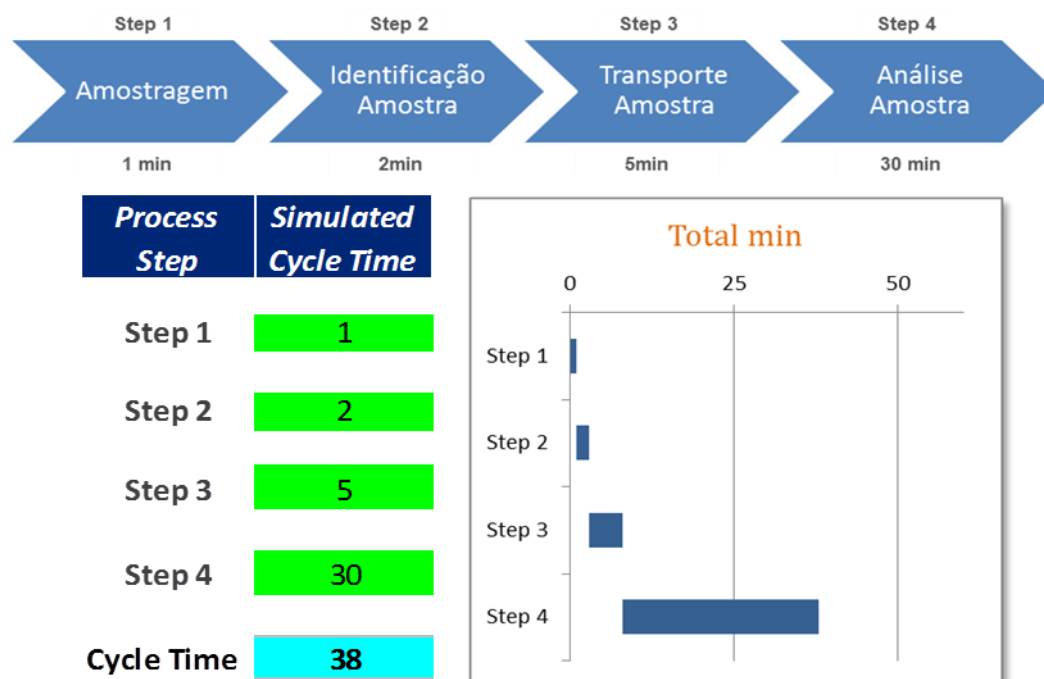 Step 1
Step 2
Step 3
Step 4
Amostragem
Identificação
Amostra
Transporte
Amostra
Análise
Amostra
1 min
2min
5min
30 min
Process
Step
Simulated
Cycle Time
Step 1
1
Step 2
2
Step 3
5
Step 4
30
Cycle Time
38
Total min
0
25
50
Step 1
Step 2
Step 3
Step 4